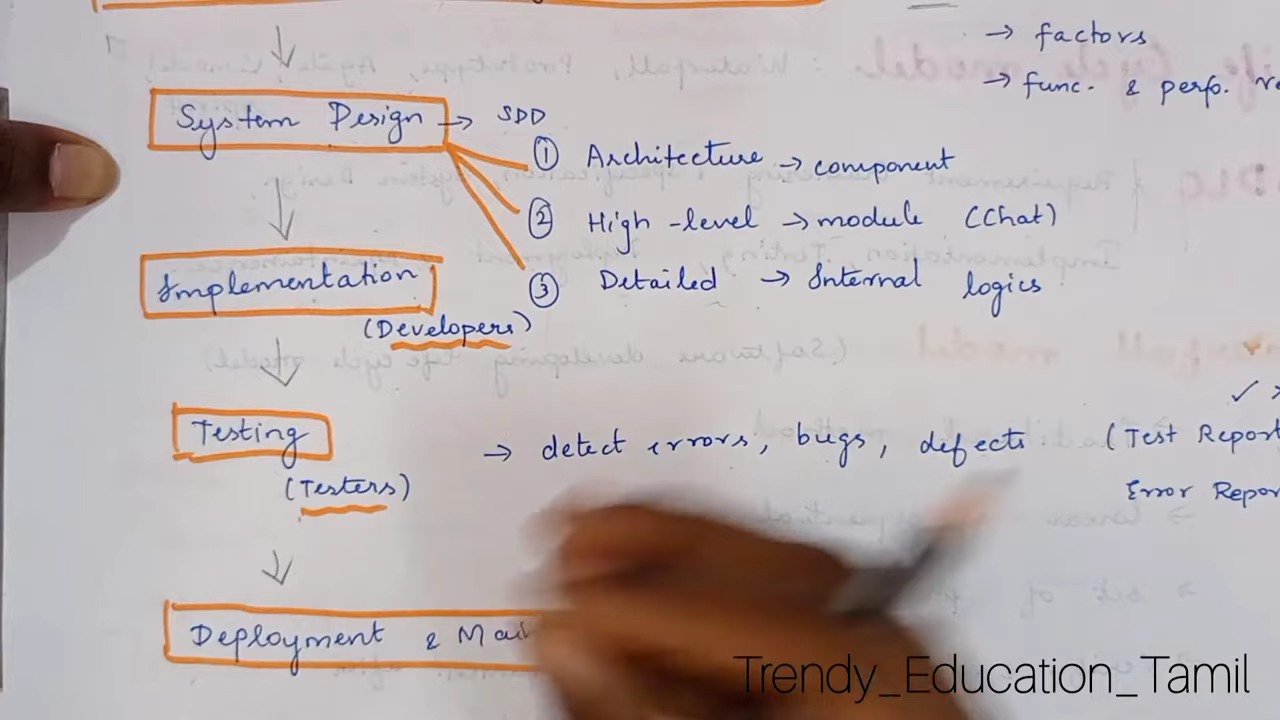 → factors
→ func. & perfo.
System Design → SDD
① Architecture → component
② High-level → module (Chat)
③ Detailed → Internal logics
Implementation
(Developers)
Testing
→ detect errors, bugs, defects (Test Report
Error Repor
(Testers)
Deployment & Mai
Trendy_Education_Tamil